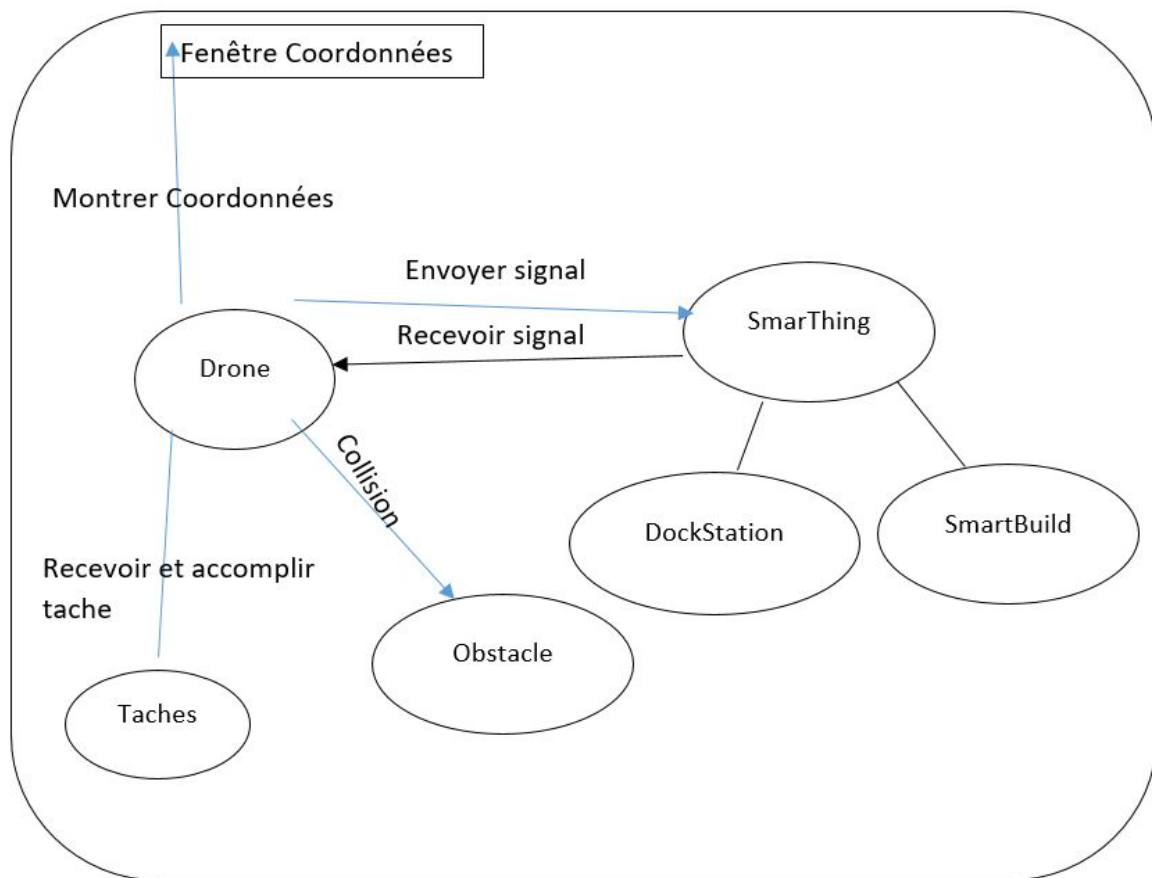 Fenêtre Coordonnées
Montrer Coordonnées
Envoyer signal
SmarThing
Recevoir signal
Drone
Collision
DockStation
SmartBuild
Recevoir et accomplir
tache
Obstacle
Taches